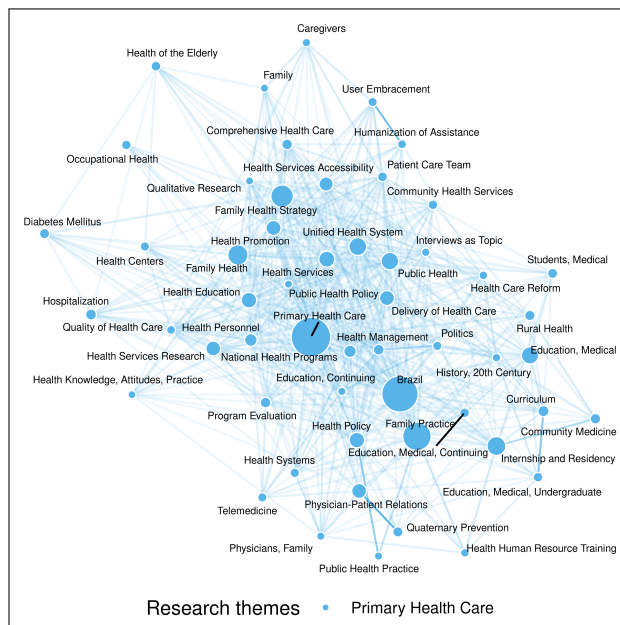 Caregivers
Health of the Elderly
Family
User Embracement
Comprehensive Health Care
Humanization of Assistance
Occupational Health
Health Services Accessibility
Patient Care Team
Qualitative Research
Community Health Services
Family Health Strategy
Diabetes Mellitus
Unified Health System
Health Promotion
Interviews as Topic
Health Centers
Family Health
Students, Medical
Health Services
Public Health
Health Care Reform
Health Education
Public Health Policy
Hospitalization
Delivery of Health Care
Primary Health Care
Quality of Health Care
Health Personnel
Rural Health
Health Management
Politics
Health Services Research
National Health Programs
Education, Medical
History, 20th Century
Health Knowledge, Attitudes, Practice
Education, Continuing
Brazil
Curriculum
Program Evaluation
Health Policy
Family Practice
Community Medicine
Education, Medical, Continuing
Internship and Residency
Health Systems
Education, Medical, Undergraduate
Telemedicine
Physician-Patient Relations
Quaternary Prevention
Physicians, Family
Health Human Resource Training
Public Health Practice
Research themes
Primary Health Care